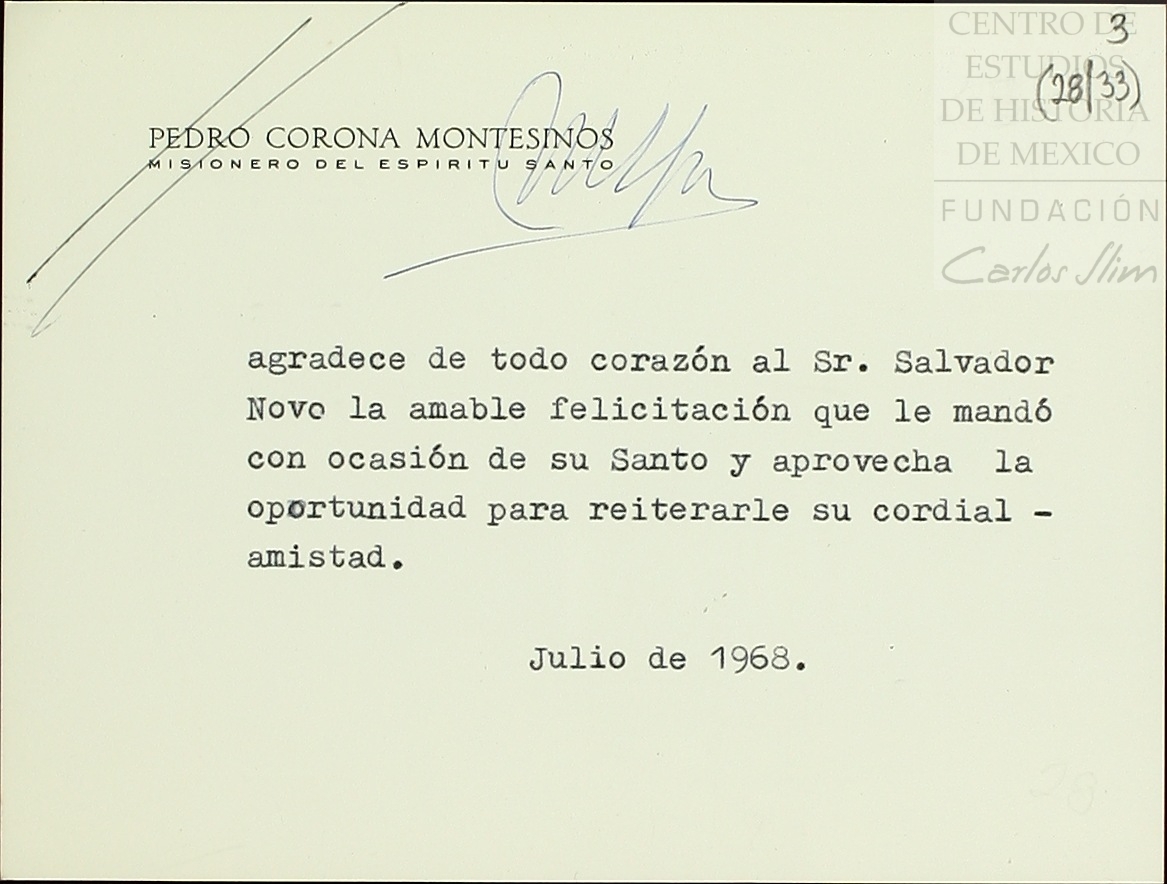 CENTRO DE
ESTUDIOS
DE HISTORIA
DE MEXICO
FUNDACIÓN
Carlos Slim
3
(28/33)
PEDRO CORONA MONTESINOS
MISIONERO DEL ESPIRITU SANTO
agradece de todo corazón al Sr. Salvador
Novo la amable felicitación que le mandó
con ocasión de su Santo y aprovecha la
oportunidad para reiterarle su cordial -
amistad.
Julio de 1968.
28